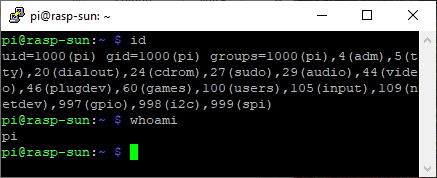 pi@rasp-sun: ~
pi@rasp-sun:~ $ id
uid=1000(pi) gid=1000(pi) groups=1000(pi),4(adm),5(t
ty),20(dialout),24(cdrom),27(sudo),29(audio),44(vide
o),46(plugdev),60(games),100(users),105(input),109(n
etdev),997(gpio),998(i2c),999(spi)
pi@rasp-sun:~ $ whoami
pi
pi@rasp-sun:~ $